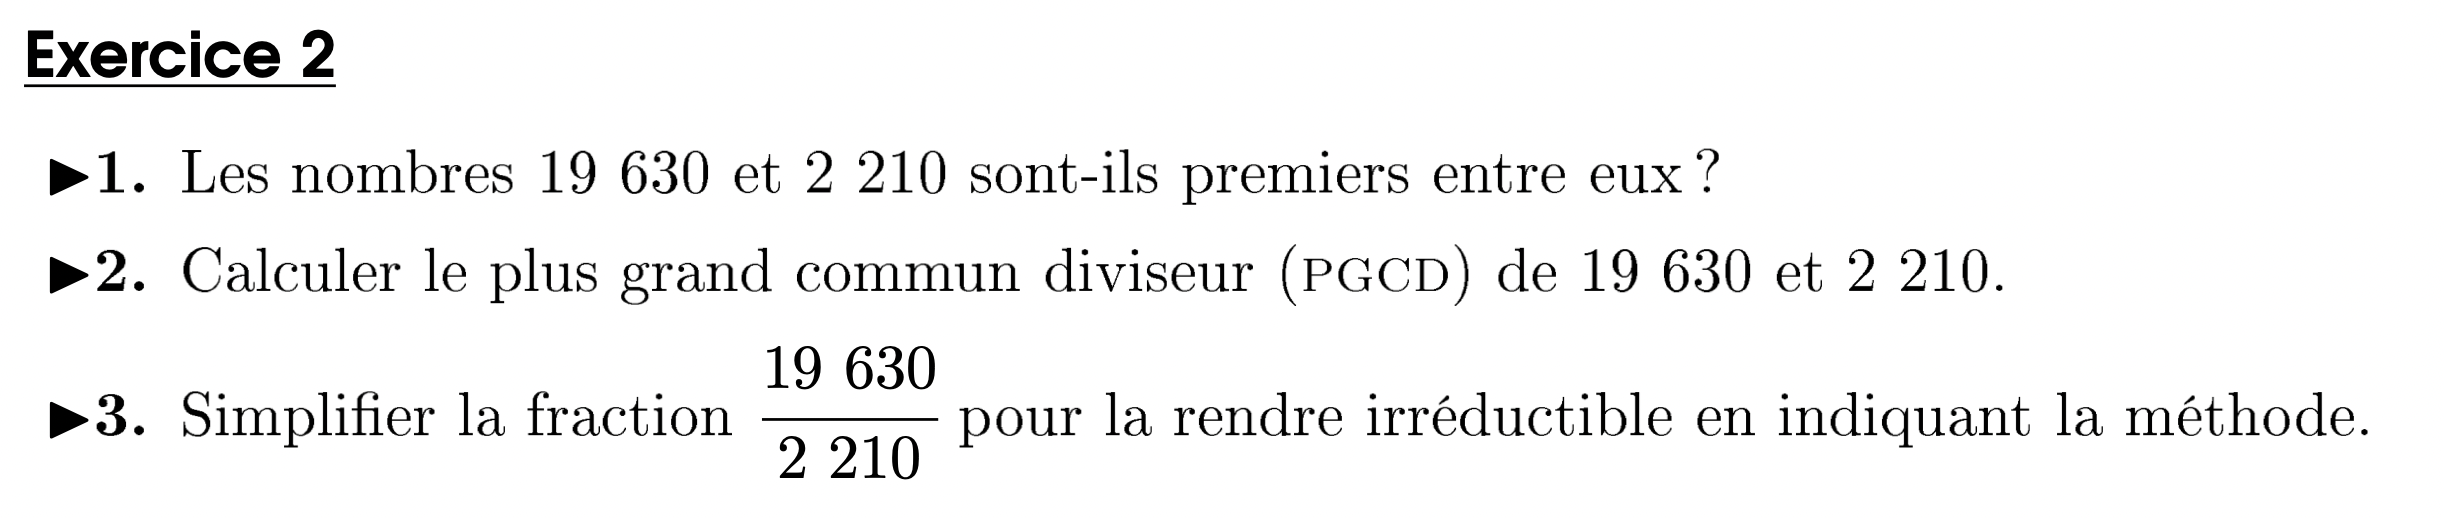 Exercice 2
▶1. Les nombres 19 630 et 2 210 sont-ils premiers entre eux ?
▶2. Calculer le plus grand commun diviseur (PGCD) de 19 630 et 2 210.
▶3. Simplifier la fraction 19 630 / 2 210 pour la rendre irréductible en indiquant la méthode.